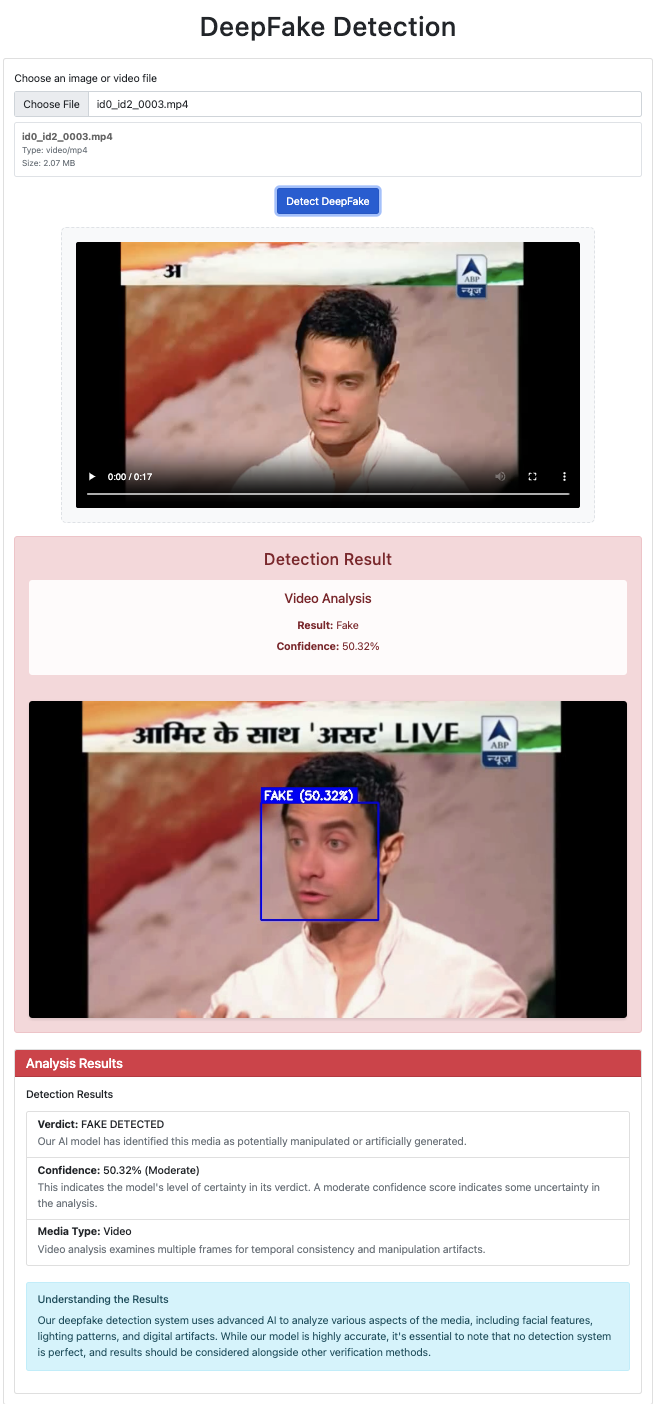 DeepFake Detection
Choose an image or video file
Choose File id0_id2_0003.mp4
id0_id2_0003.mp4
Type: video/mp4
Size: 2.07 MB
Detect DeepFake
अ
ABP
न्यूज़
0:00 / 0:17
Detection Result
Video Analysis
Result: Fake
Confidence: 50.32%
आमिर के साथ 'असर' LIVE
ABP
न्यूज़
FAKE (50.32%)
Analysis Results
Detection Results
Verdict: FAKE DETECTED
Our AI model has identified this media as potentially manipulated or artificially generated.
Confidence: 50.32% (Moderate)
This indicates the model's level of certainty in its verdict. A moderate confidence score indicates some uncertainty in
the analysis.
Media Type: Video
Video analysis examines multiple frames for temporal consistency and manipulation artifacts.
Understanding the Results
Our deepfake detection system uses advanced AI to analyze various aspects of the media, including facial features,
lighting patterns, and digital artifacts. While our model is highly accurate, it's essential to note that no detection system
is perfect, and results should be considered alongside other verification methods.